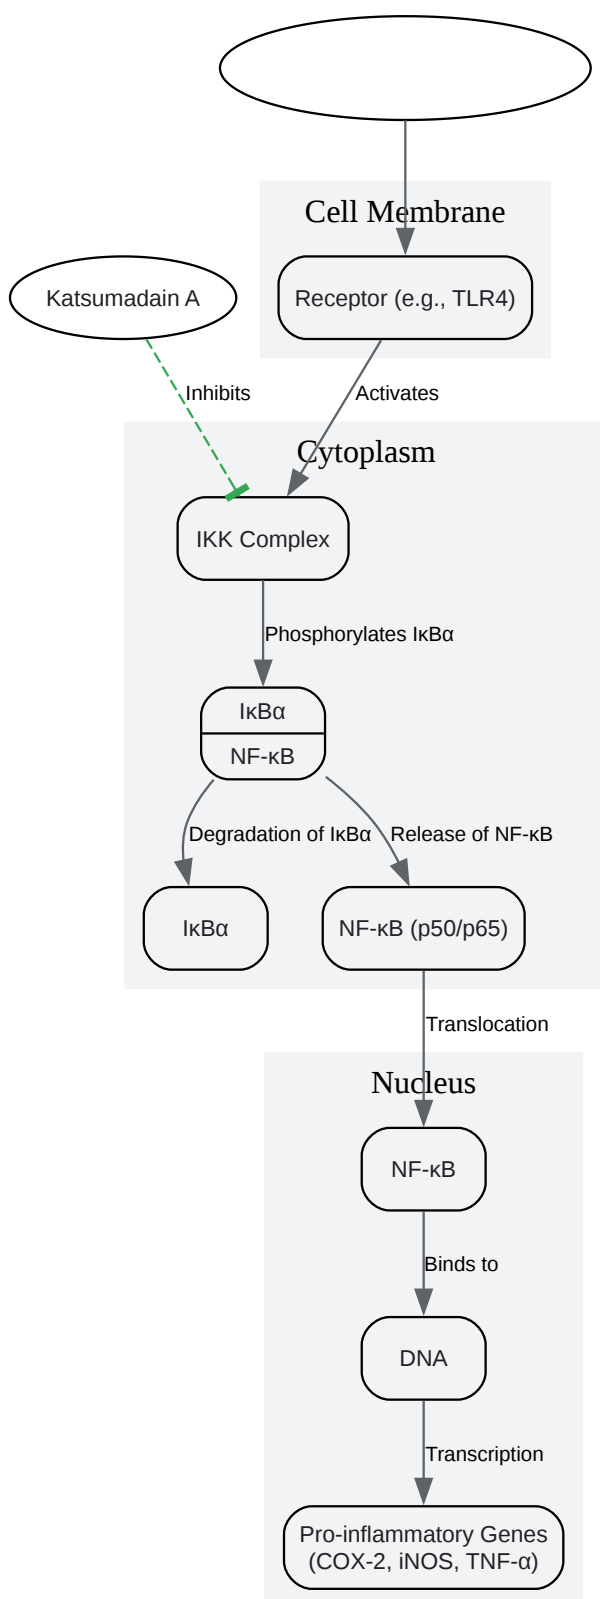 Cell Membrane
Receptor (e.g., TLR4)
Katsumadain A
Inhibits
Activates
Cytoplasm
IKK Complex
Phosphorylates IκBα
IκBα
NF-κB
Degradation of IκBα
Release of NF-κB
IκBα
NF-κB (p50/p65)
Translocation
Nucleus
NF-κB
Binds to
DNA
Transcription
Pro-inflammatory Genes
(COX-2, iNOS, TNF-α)